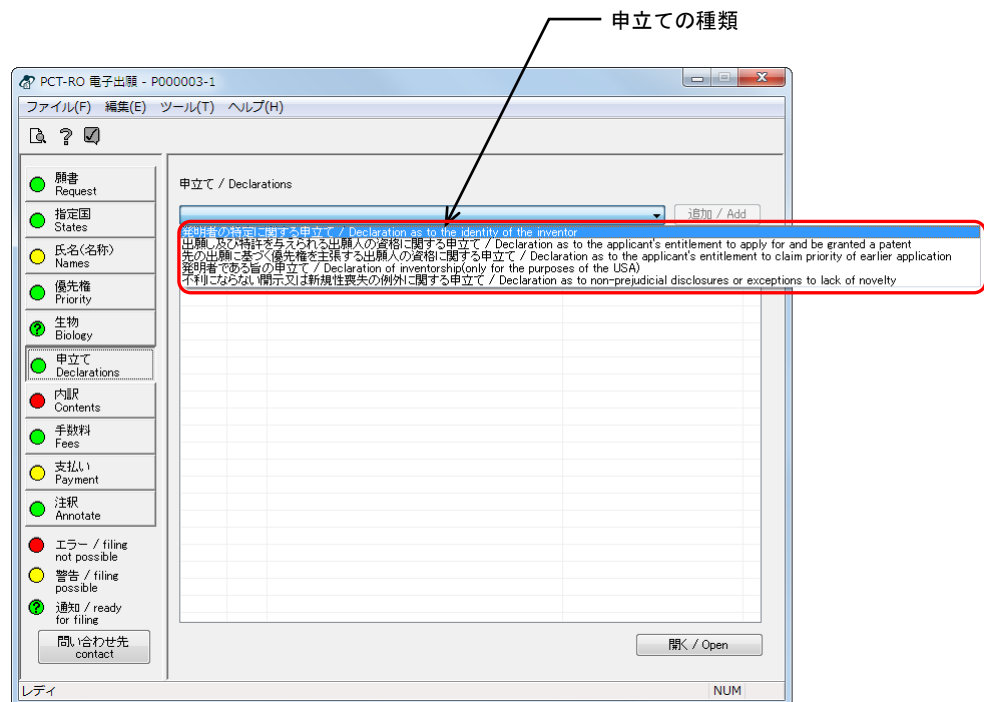 申立ての種類
PCT-RO 電子出願 - P000003-1
ファイル(F) 編集(E) ツール(T) ヘルプ(H)
願書
Request
指定国
States
氏名(名称)
Names
優先権
Priority
生物
Biology
申立て
Declarations
内訳
Contents
手数料
Fees
支払い
Payment
注釈
Annotate
エラー / filing
not possible
警告 / filing
possible
通知 / ready
for filing
問い合わせ先
contact
申立て / Declarations
追加 / Add
発明者の特定に関する申立て / Declaration as to the identity of the inventor
出願し及び特許を与えられる出願人の資格に関する申立て / Declaration as to the applicant's entitlement to apply for and be granted a patent
先の出願に基づく優先権を主張する出願人の資格に関する申立て / Declaration as to the applicant's entitlement to claim priority of earlier application
発明者である旨の申立て / Declaration of inventorship(only for the purposes of the USA)
不利にならない開示又は新規性喪失の例外に関する申立て / Declaration as to non-prejudicial disclosures or exceptions to lack of novelty
開く / Open
レディ
NUM